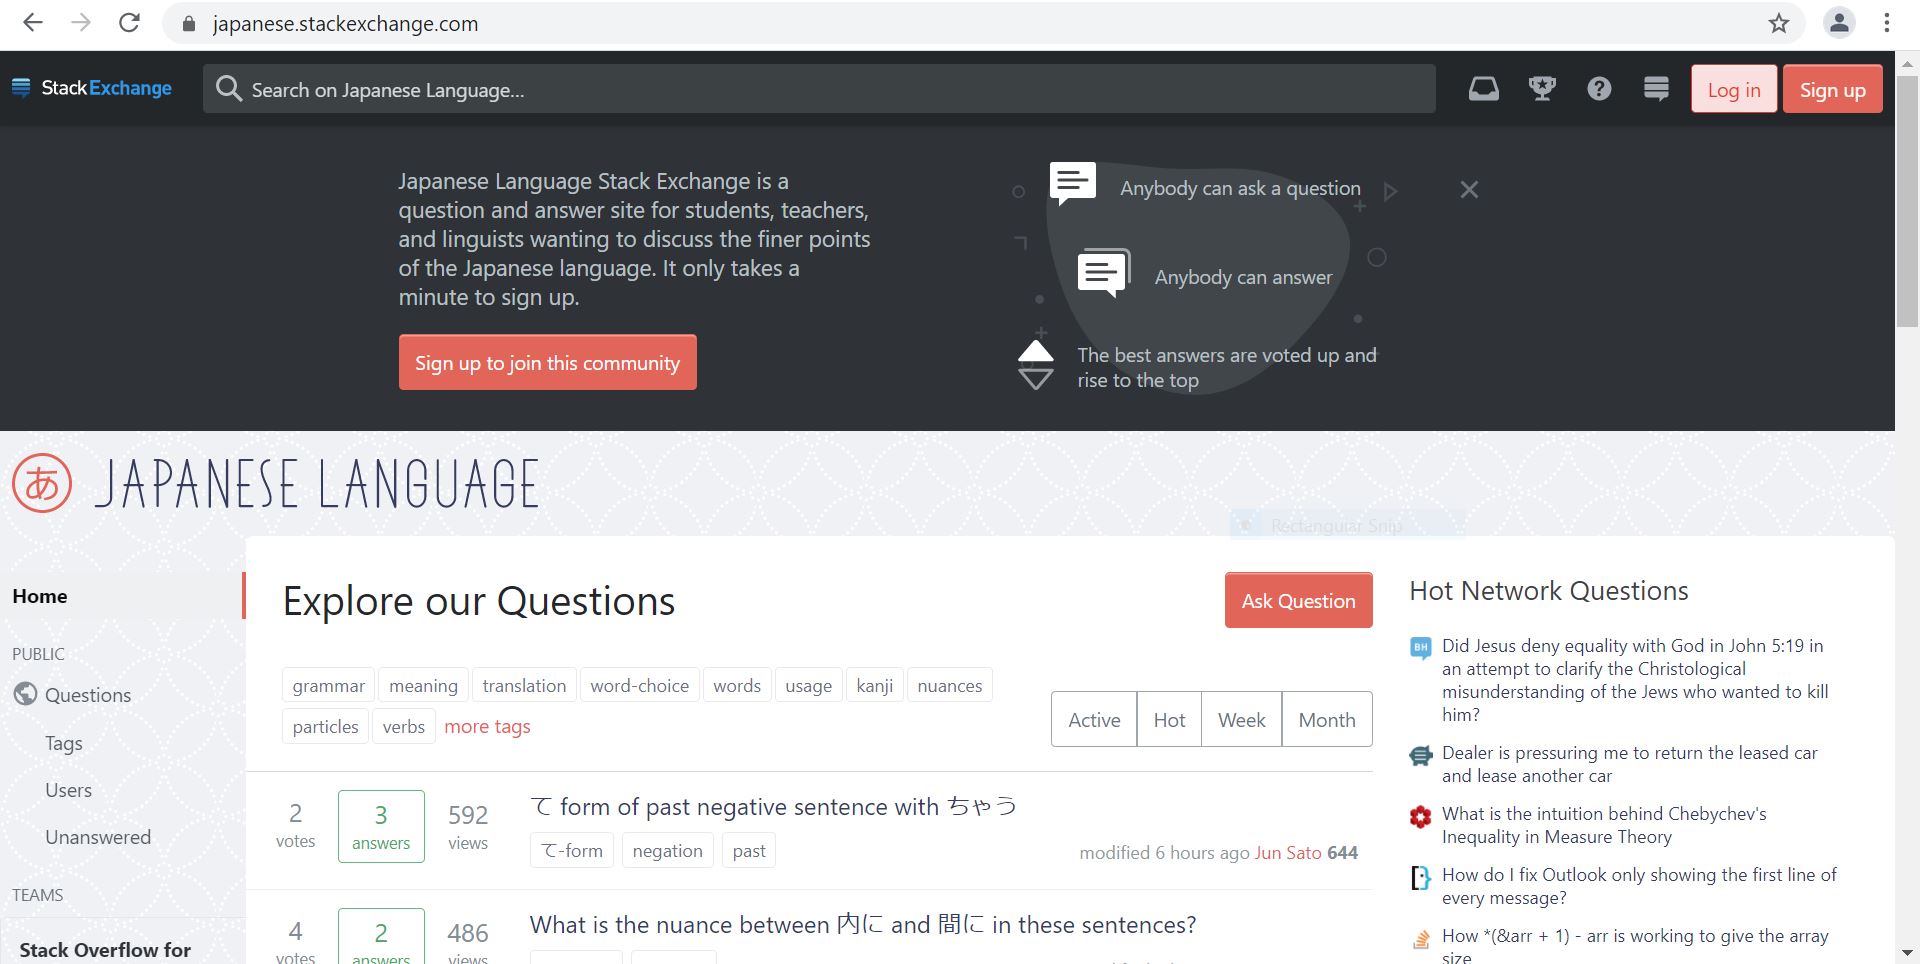 japanese.stackexchange.com
StackExchange
Search on Japanese Language...
Log in
Sign up
Japanese Language Stack Exchange is a
question and answer site for students, teachers,
and linguists wanting to discuss the finer points
of the Japanese language. It only takes a
minute to sign up.
Sign up to join this community
Anybody can ask a question
Anybody can answer
The best answers are voted up and
rise to the top
あ JAPANESE LANGUAGE
Rectangular Snip
Home
PUBLIC
Questions
Tags
Users
Unanswered
TEAMS
Stack Overflow for
Explore our Questions
Ask Question
grammar meaning translation word-choice words usage kanji nuances
particles verbs more tags
Active Hot Week Month
2 votes
3 answers
592 views
て form of past negative sentence with ちゃう
て-form negation past
modified 6 hours ago Jun Sato 644
4 votes
2 answers
486 views
What is the nuance between 内に and 間に in these sentences?
Hot Network Questions
BH
Did Jesus deny equality with God in John 5:19 in
an attempt to clarify the Christological
misunderstanding of the Jews who wanted to kill
him?
Dealer is pressuring me to return the leased car
and lease another car
What is the intuition behind Chebychev's
Inequality in Measure Theory
How do I fix Outlook only showing the first line of
every message?
How *(&arr + 1) - arr is working to give the array
size